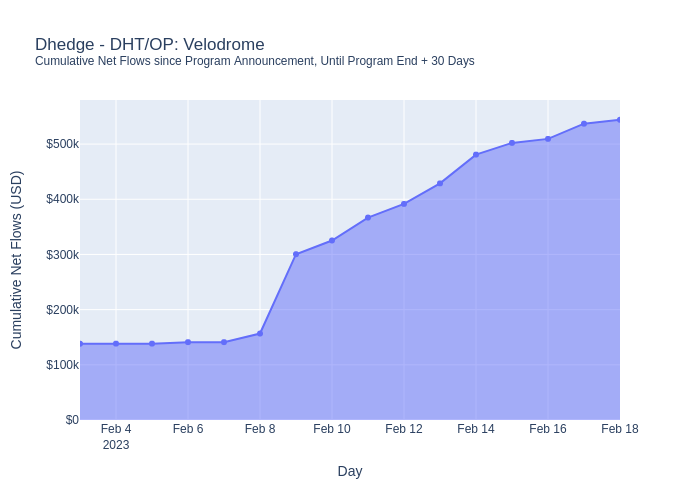 Dhedge - DHT/OP: Velodrome
Cumulative Net Flows since Program Announcement, Until Program End + 30 Days
Cumulative Net Flows (USD)
$500k
$400k
$300k
$200k
$100k
$0
Feb 4 Feb 6 Feb 8 Feb 10 Feb 12 Feb 14 Feb 16 Feb 18
2023
Day